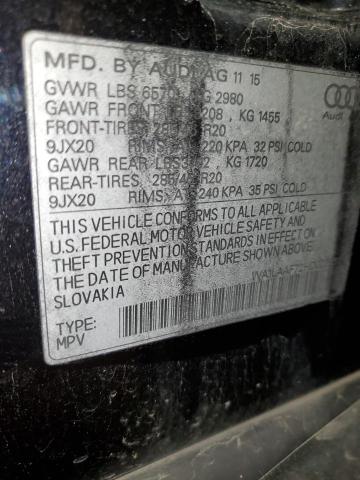 MFD. BY AUDI AG 11 15
GVWR LBS KG 2980
GAWR FRONT KG 1455
FRONT-TIRES R20
9JX20 RIMS, 220 KPA 32 PSI COLD
GAWR REAR KG 1720
REAR-TIRES R20
9JX20 RIMS, AT 240 KPA 35 PSI COLD
Audi
THIS VEHICLE CONFORMS TO ALL APPLICABLE
U.S. FEDERAL MOTOR VEHICLE SAFETY AND
THEFT PREVENTION STANDARDS IN EFFECT ON
THE DATE OF MANUFACTURE SHOWN ABOVE
SLOVAKIA
TYPE:
MPV